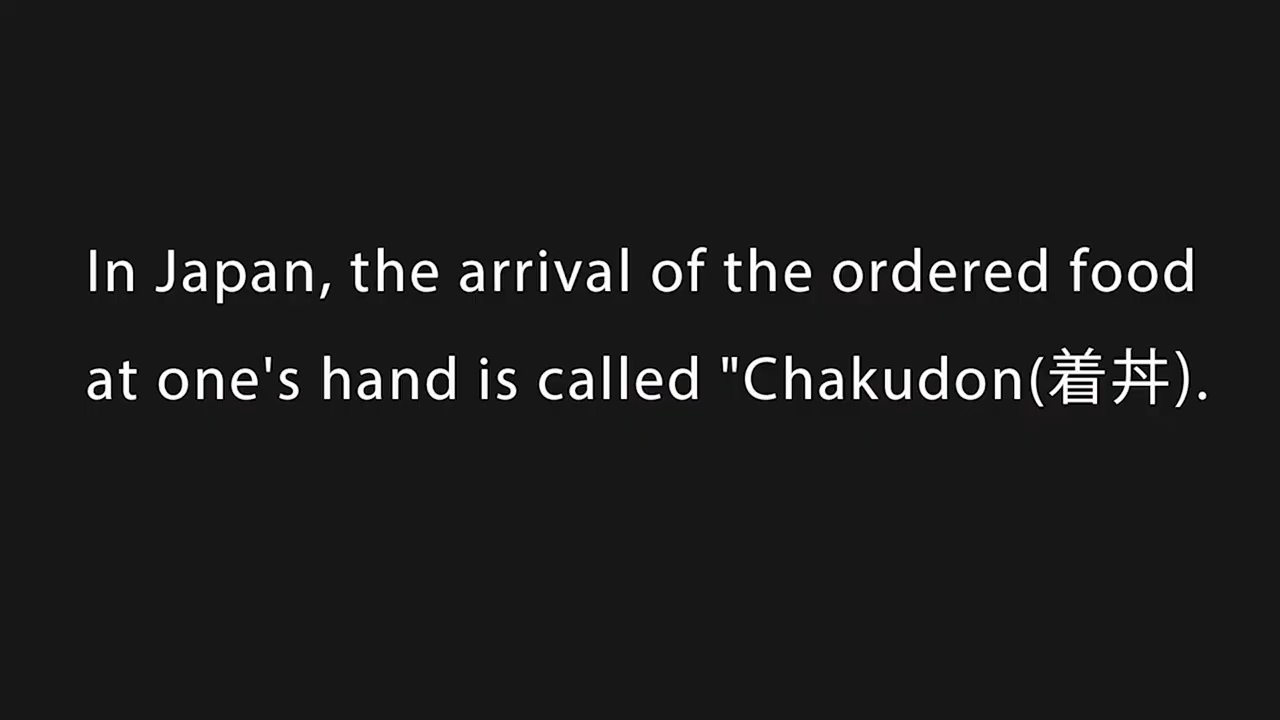 In Japan, the arrival of the ordered food
at one's hand is called "Chakudon(着丼).